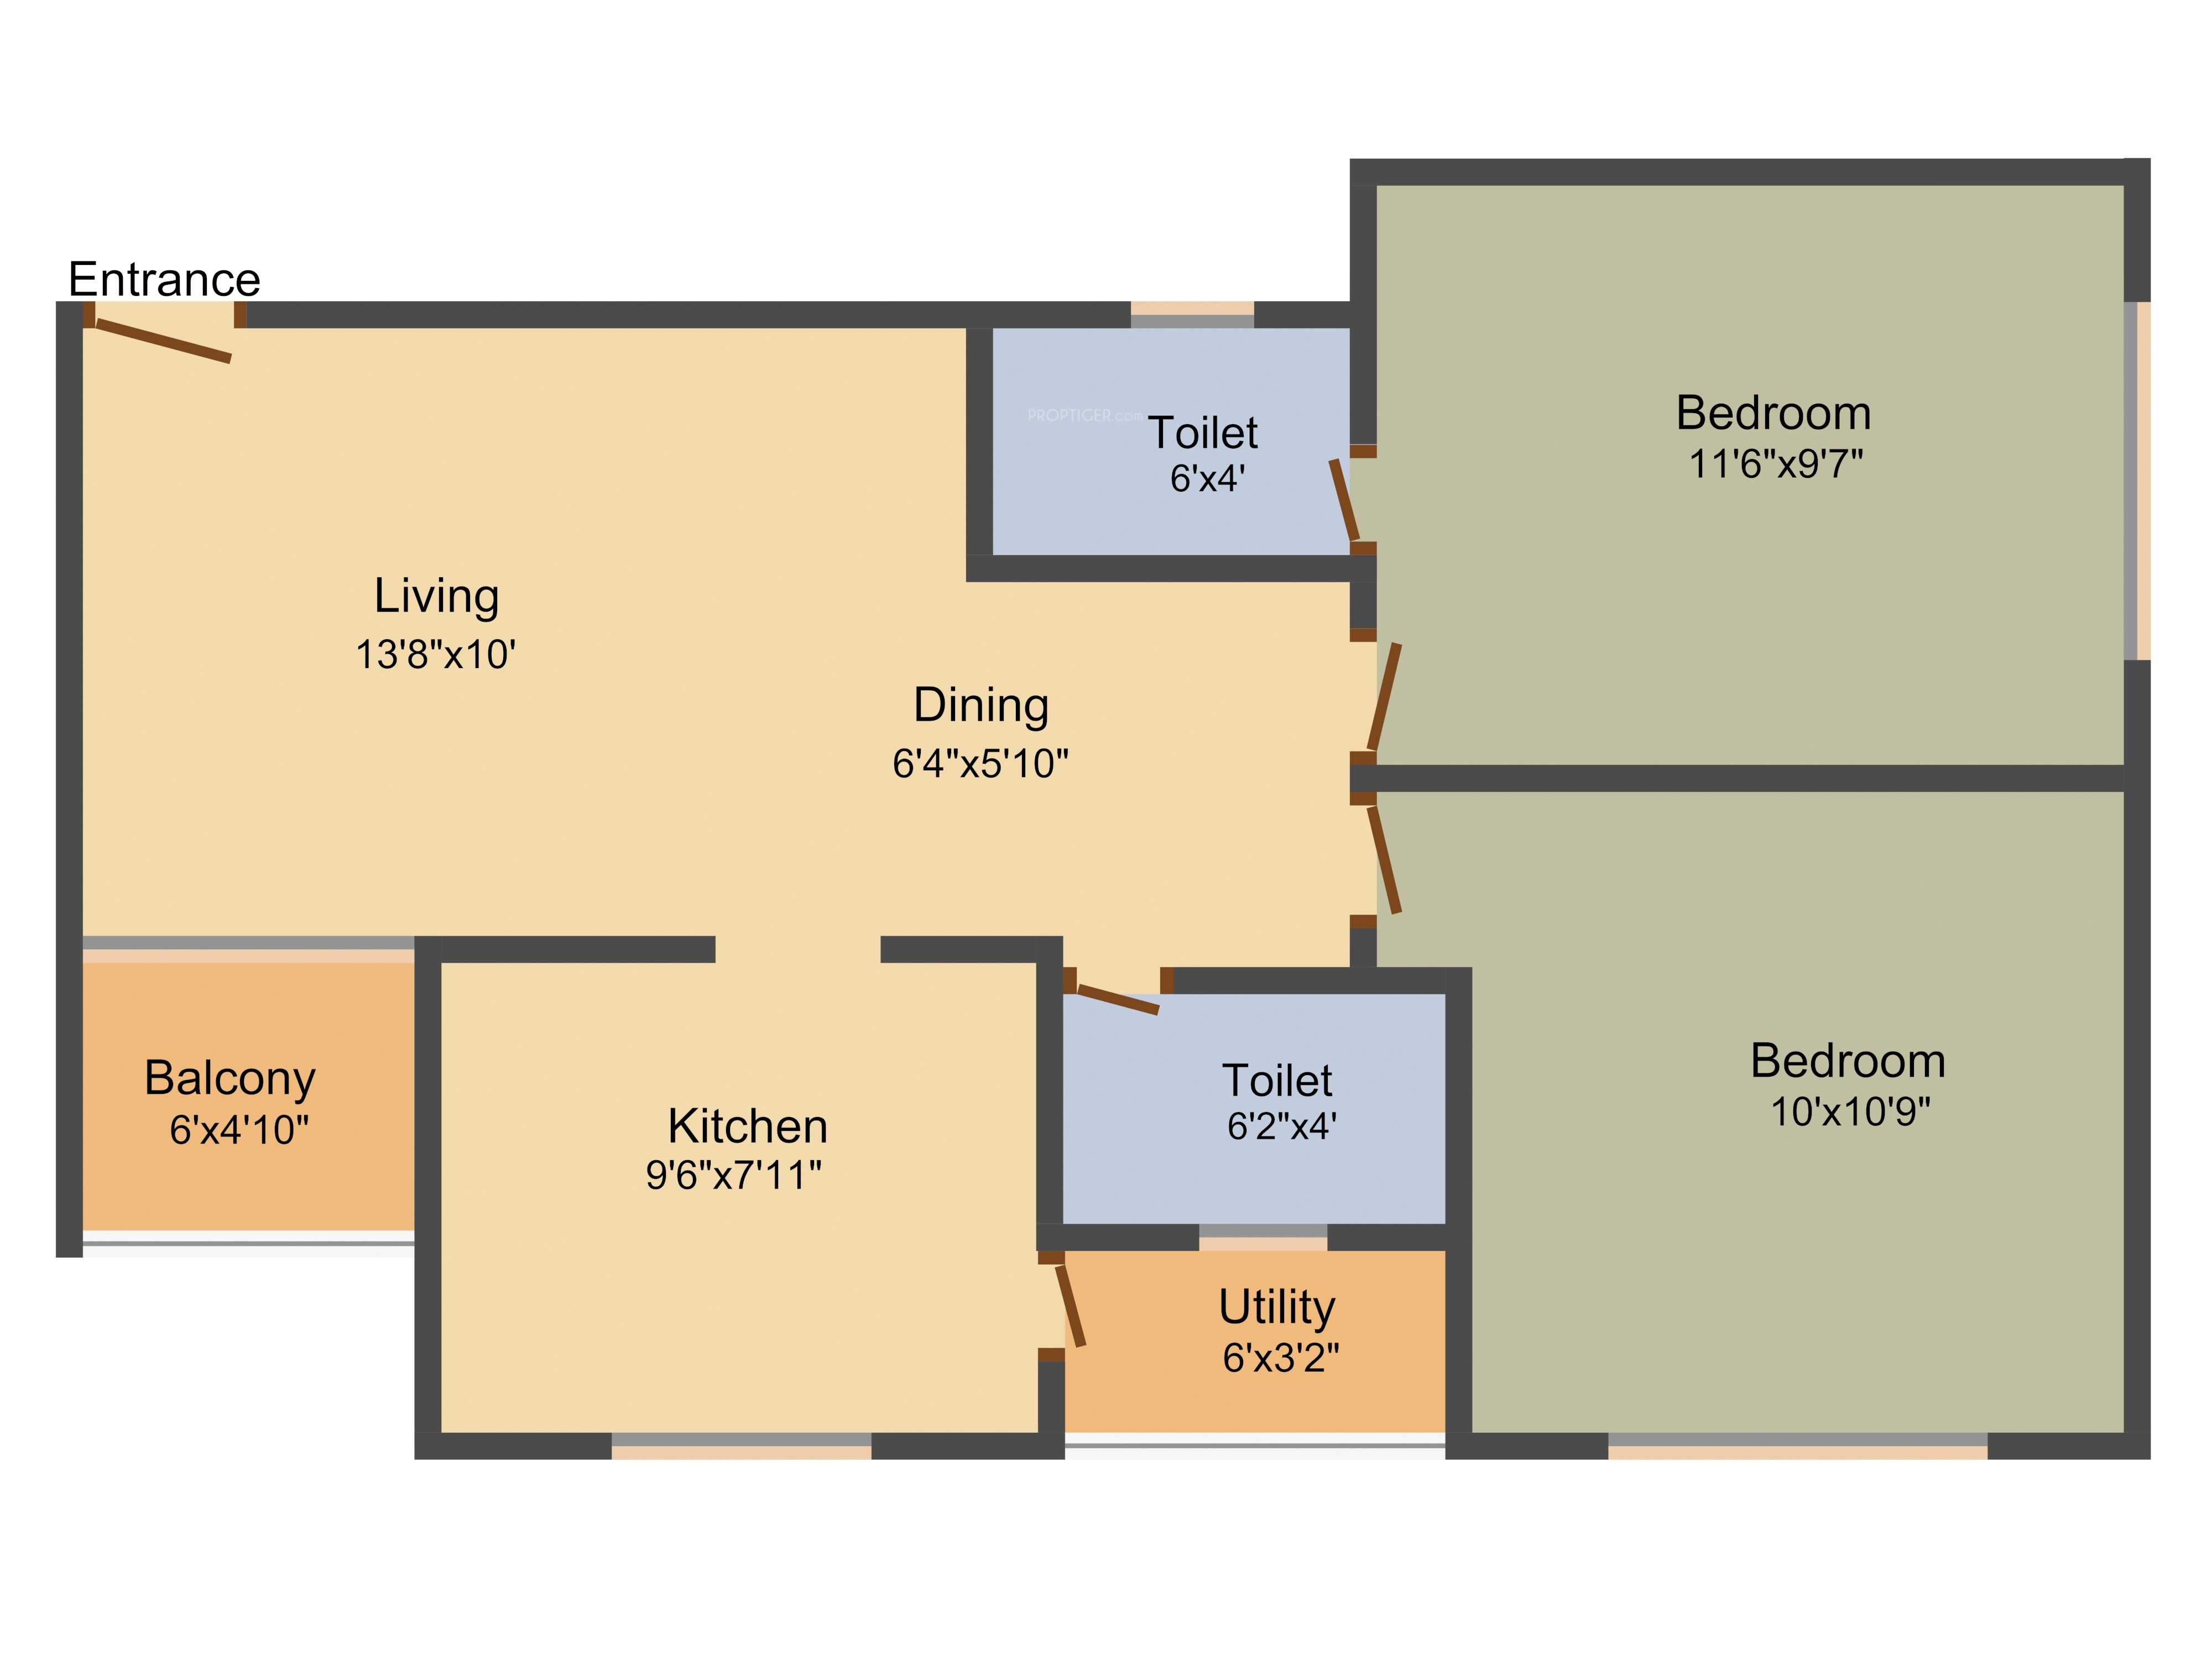 Entrance
PROPTIGER.com
Toilet
6'x4'
Bedroom
11'6"x9'7"
Living
13'8"x10'
Dining
6'4"x5'10"
Balcony
6'x4'10"
Kitchen
9'6"x7'11"
Toilet
6'2"x4'
Bedroom
10'x10'9"
Utility
6'x3'2"